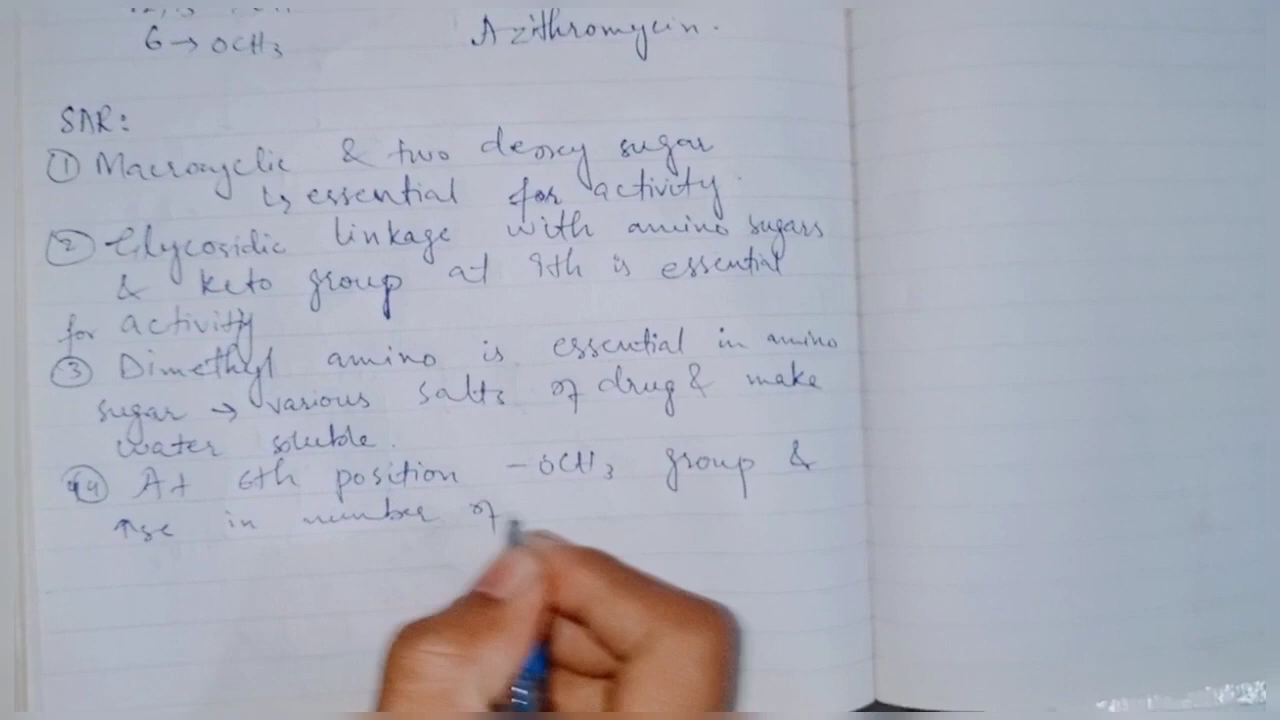 6 → OCH3
Azithromycin.
SAR:
① Macrocyclic & two deoxy sugar
is essential for activity.
② Glycosidic linkage with amino sugars
& keto group at 9th is essential
for activity
③ Dimethyl amino is essential in amino
sugar → various salts of drug & make
water soluble.
④ At 6th position -OCH3 group &
↑se in number of